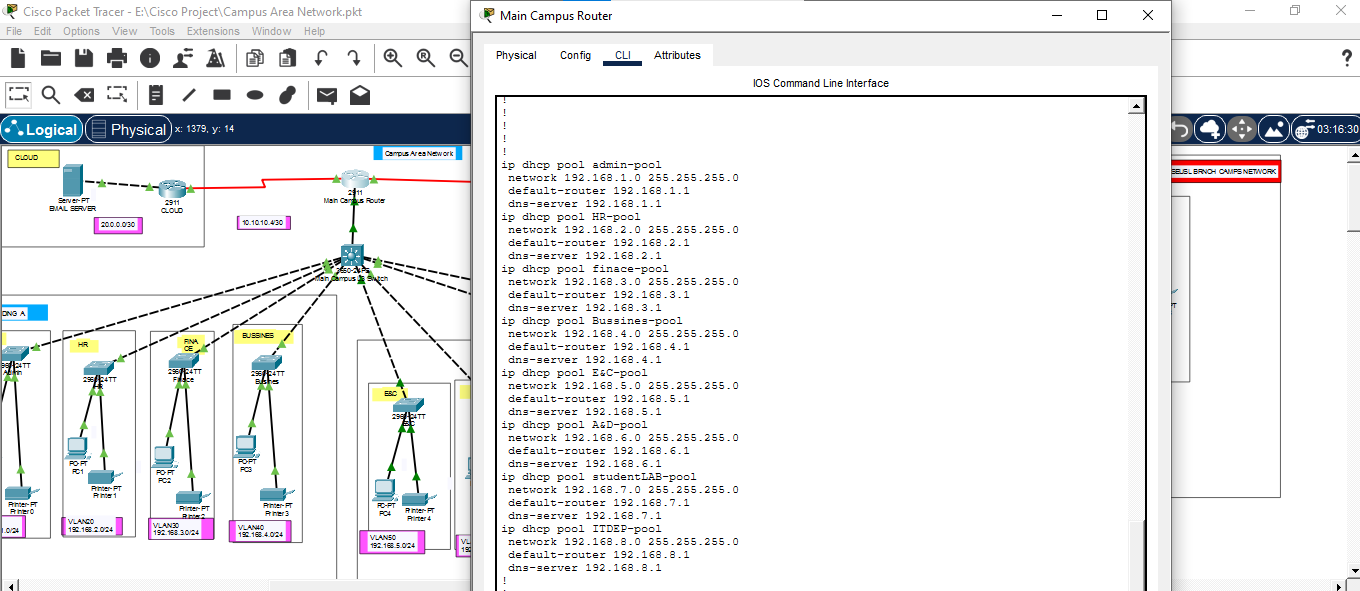 Cisco Packet Tracer - E:\Cisco Project\Campus Area Network.pkt
File Edit Options View Tools Extensions Window Help
Logical
Physical
x: 1379, y: 14
CLOUD
Server-PT
EMAIL SERVER
2911
CLOUD
20.0.0.0/30
10.10.10.4/30
Campus Area Network
2911
Main Campus Router
Main Campus L3 Switch
ONG A
Admin
Printer-PT
Printer0
1.0/24
HR
PC-PT
PC1
Printer-PT
Printer1
VLAN20
192.168.2.0/24
FINA
CE
2960-24TT
Finace
PC-PT
PC2
Printer-PT
Printer2
VLAN30
192.168.3.0/24
BUSSINES
2960-24TT
Bussines
PC-PT
PC3
Printer-PT
Printer3
VLAN40
192.168.4.0/24
E&C
2960-24TT
E&C
PC-PT
PC4
Printer-PT
Printer4
VLAN50
192.168.5.0/24
VL
192
Main Campus Router
Physical Config CLI Attributes
IOS Command Line Interface
!
!
!
!
!
ip dhcp pool admin-pool
network 192.168.1.0 255.255.255.0
default-router 192.168.1.1
dns-server 192.168.1.1
ip dhcp pool HR-pool
network 192.168.2.0 255.255.255.0
default-router 192.168.2.1
dns-server 192.168.2.1
ip dhcp pool finace-pool
network 192.168.3.0 255.255.255.0
default-router 192.168.3.1
dns-server 192.168.3.1
ip dhcp pool Bussines-pool
network 192.168.4.0 255.255.255.0
default-router 192.168.4.1
dns-server 192.168.4.1
ip dhcp pool E&C-pool
network 192.168.5.0 255.255.255.0
default-router 192.168.5.1
dns-server 192.168.5.1
ip dhcp pool A&D-pool
network 192.168.6.0 255.255.255.0
default-router 192.168.6.1
dns-server 192.168.6.1
ip dhcp pool studentLAB-pool
network 192.168.7.0 255.255.255.0
default-router 192.168.7.1
dns-server 192.168.7.1
ip dhcp pool ITDEP-pool
network 192.168.8.0 255.255.255.0
default-router 192.168.8.1
dns-server 192.168.8.1
!
03:16:30
SEUSL BRNCH CAMPS NETWORK